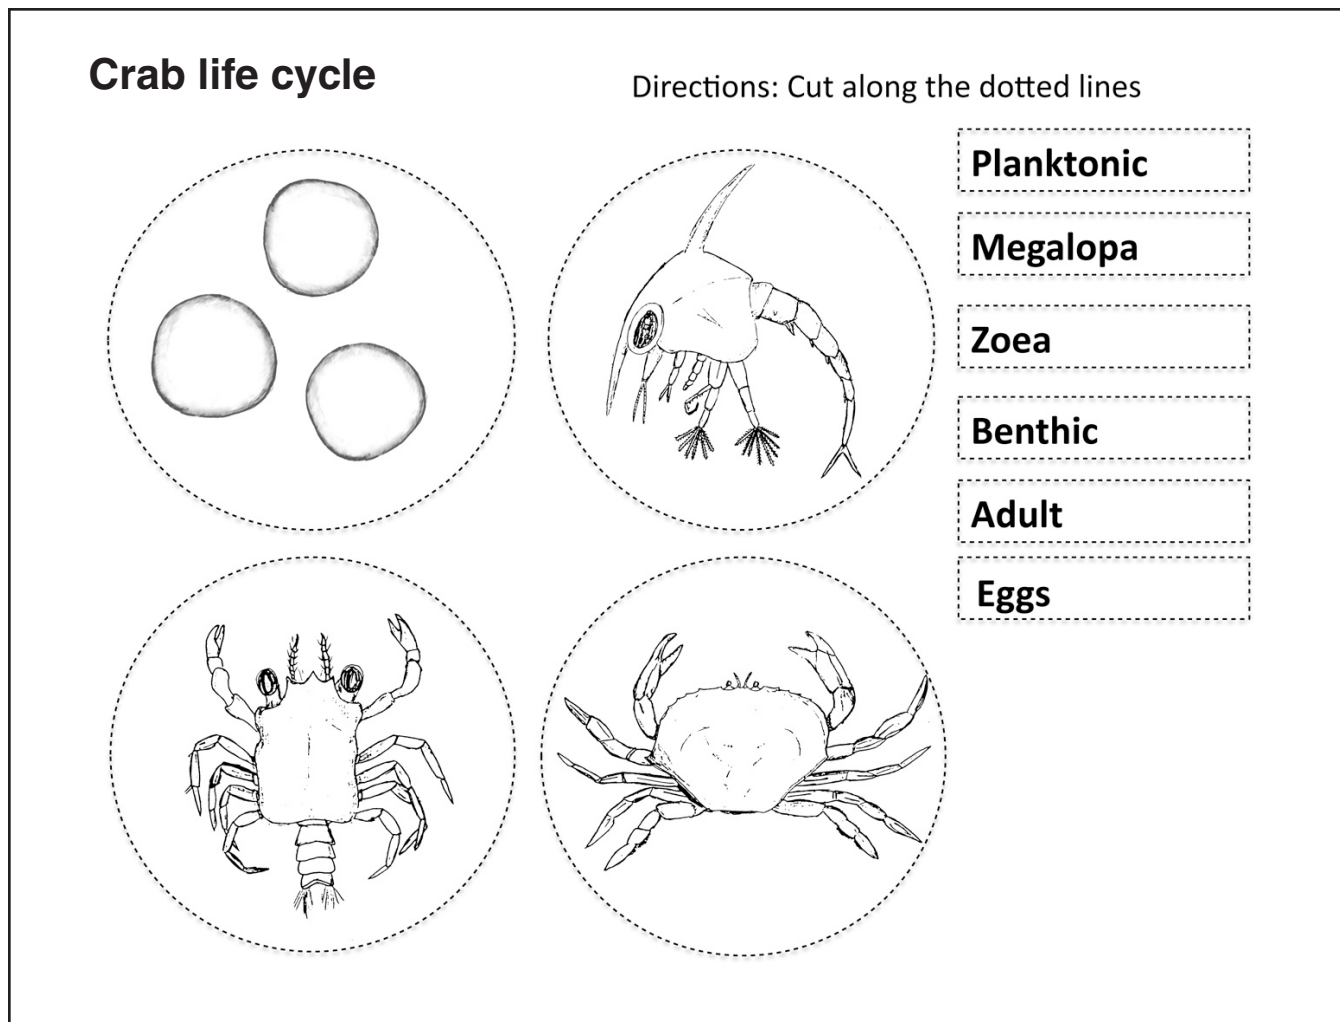 Crab life cycle
Directions: Cut along the dotted lines
Planktonic
Megalopa
Zoea
Benthic
Adult
Eggs